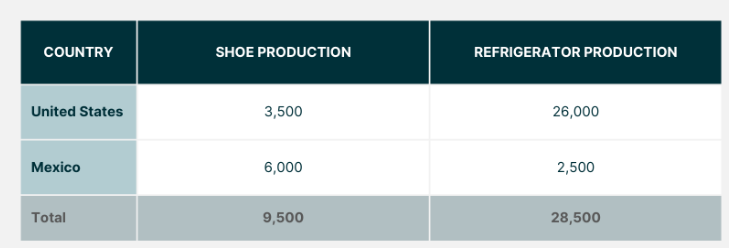 COUNTRY SHOE PRODUCTION REFRIGERATOR PRODUCTION
United States 3,500 26,000
Mexico 6,000 2,500
Total 9,500 28,500